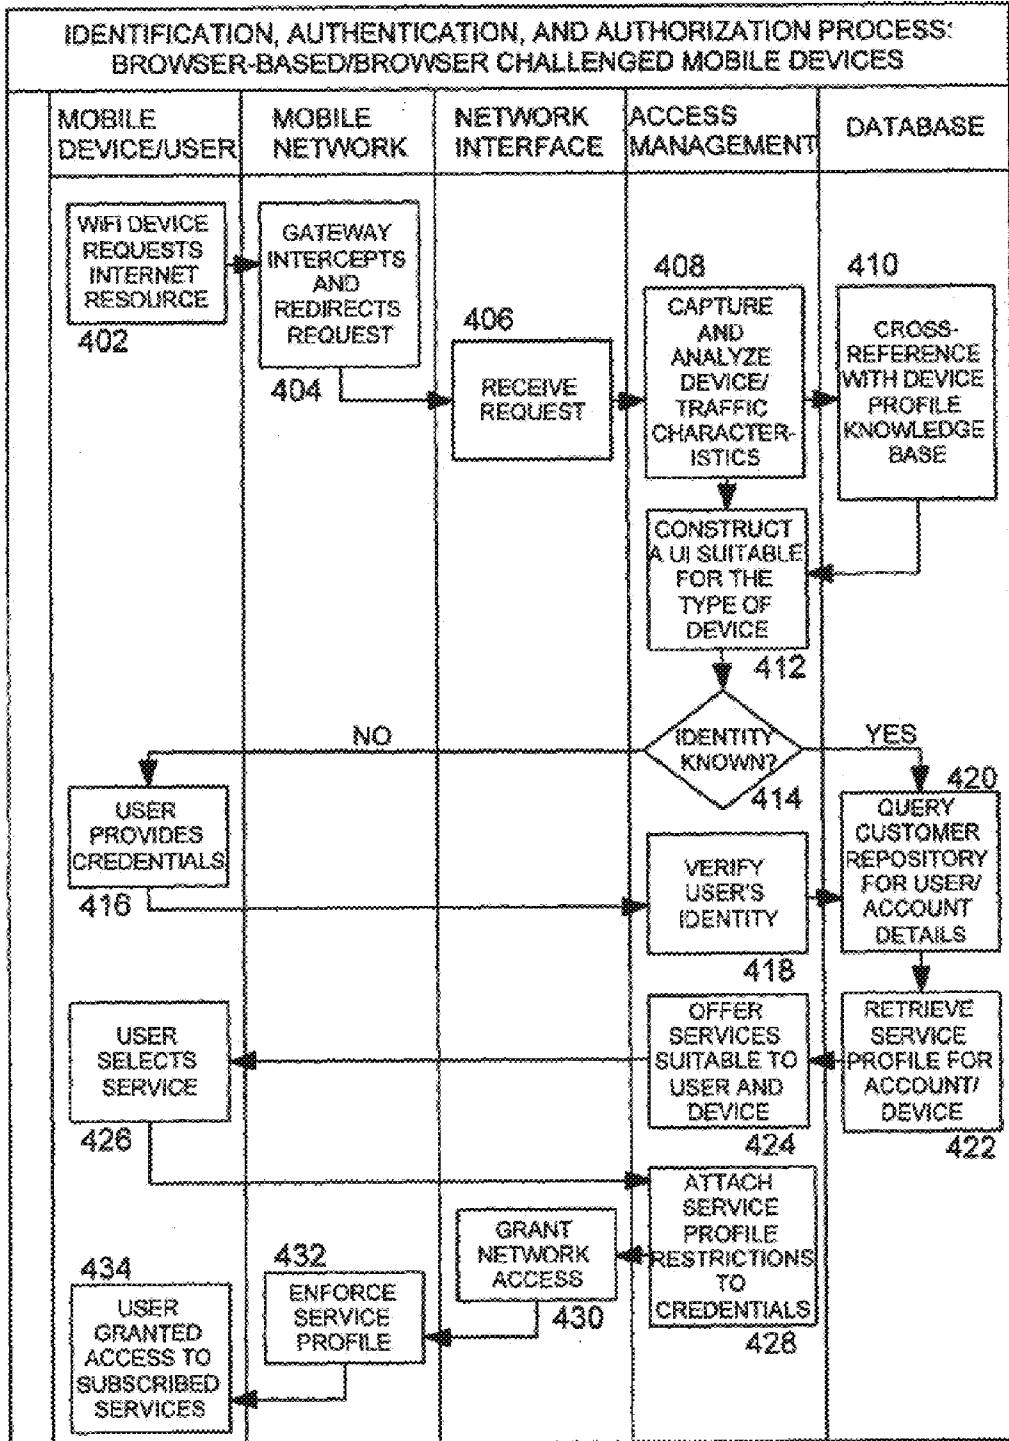 IDENTIFICATION, AUTHENTICATION, AND AUTHORIZATION PROCESS:
BROWSER-BASED/BROWSER CHALLENGED MOBILE DEVICES
MOBILE
DEVICE/USER
MOBILE
NETWORK
NETWORK
INTERFACE
ACCESS
MANAGEMENT
DATABASE
WIFI DEVICE
REQUESTS
INTERNET
RESOURCE
402
GATEWAY
INTERCEPTS
AND
REDIRECTS
REQUEST
404
406
RECEIVE
REQUEST
408
CAPTURE
AND
ANALYZE
DEVICE/
TRAFFIC
CHARACTER-
ISTICS
410
CROSS-
REFERENCE
WITH DEVICE
PROFILE
KNOWLEDGE
BASE
CONSTRUCT
A UI SUITABLE
FOR THE
TYPE OF
DEVICE
412
IDENTITY
KNOWN?
414
NO
YES
USER
PROVIDES
CREDENTIALS
416
VERIFY
USER'S
IDENTITY
418
420
QUERY
CUSTOMER
REPOSITORY
FOR USER/
ACCOUNT
DETAILS
RETRIEVE
SERVICE
PROFILE FOR
ACCOUNT/
DEVICE
422
OFFER
SERVICES
SUITABLE TO
USER AND
DEVICE
424
USER
SELECTS
SERVICE
426
ATTACH
SERVICE
PROFILE
RESTRICTIONS
TO
CREDENTIALS
428
GRANT
NETWORK
ACCESS
430
432
ENFORCE
SERVICE
PROFILE
434
USER
GRANTED
ACCESS TO
SUBSCRIBED
SERVICES